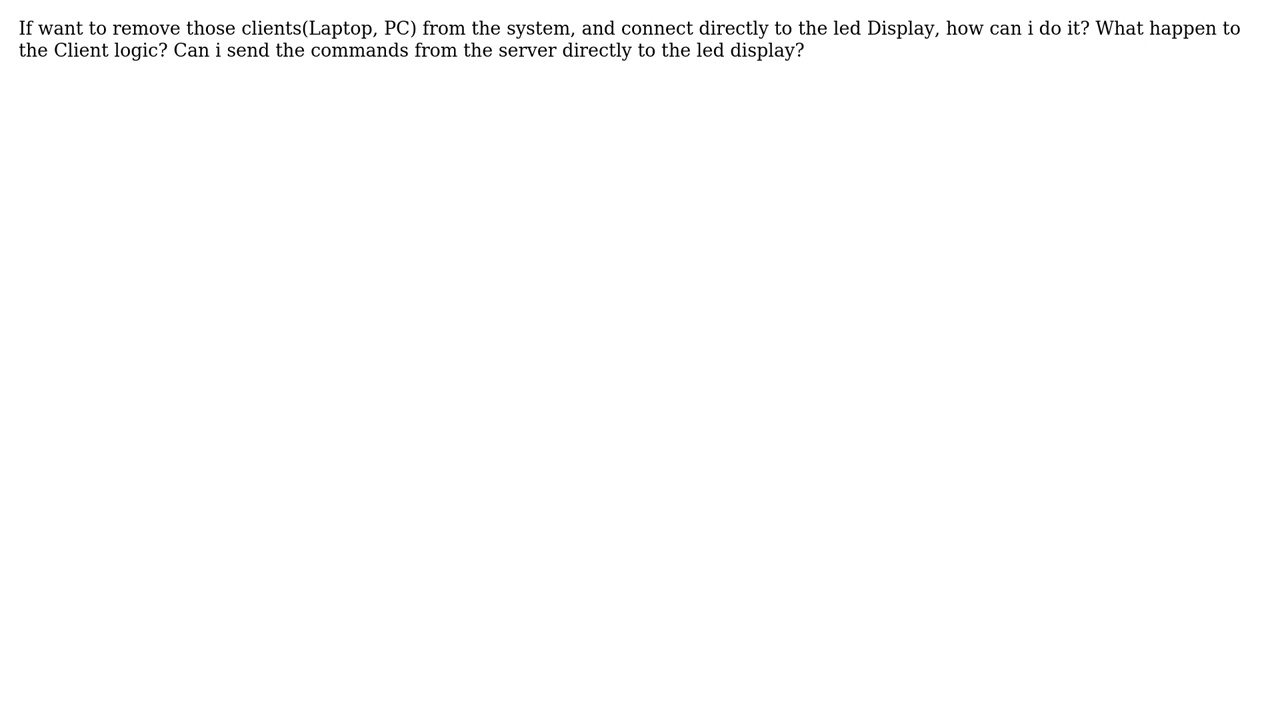 If want to remove those clients(Laptop, PC) from the system, and connect directly to the led Display, how can i do it? What happen to
the Client logic? Can i send the commands from the server directly to the led display?